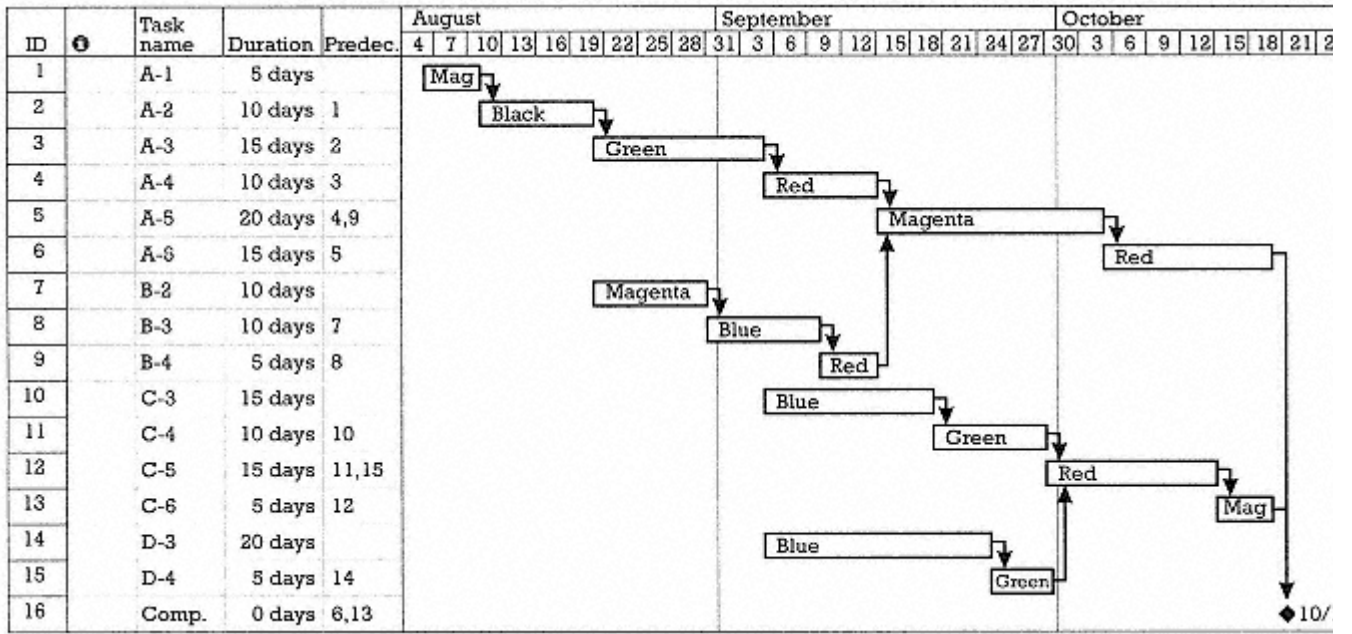 August September October
ID Task name Duration Predec. 4 7 10 13 16 19 22 25 28 31 3 6 9 12 15 18 21 24 27 30 3 6 9 12 15 18 21 2
1 A-1 5 days Mag
2 A-2 10 days 1 Black
3 A-3 15 days 2 Green
4 A-4 10 days 3 Red
5 A-5 20 days 4,9 Magenta
6 A-6 15 days 5 Red
7 B-2 10 days Magenta
8 B-3 10 days 7 Blue
9 B-4 5 days 8 Red
10 C-3 15 days Blue
11 C-4 10 days 10 Green
12 C-5 15 days 11,15 Red
13 C-6 5 days 12 Mag
14 D-3 20 days Blue
15 D-4 5 days 14 Green
16 Comp. 0 days 6,13 10/